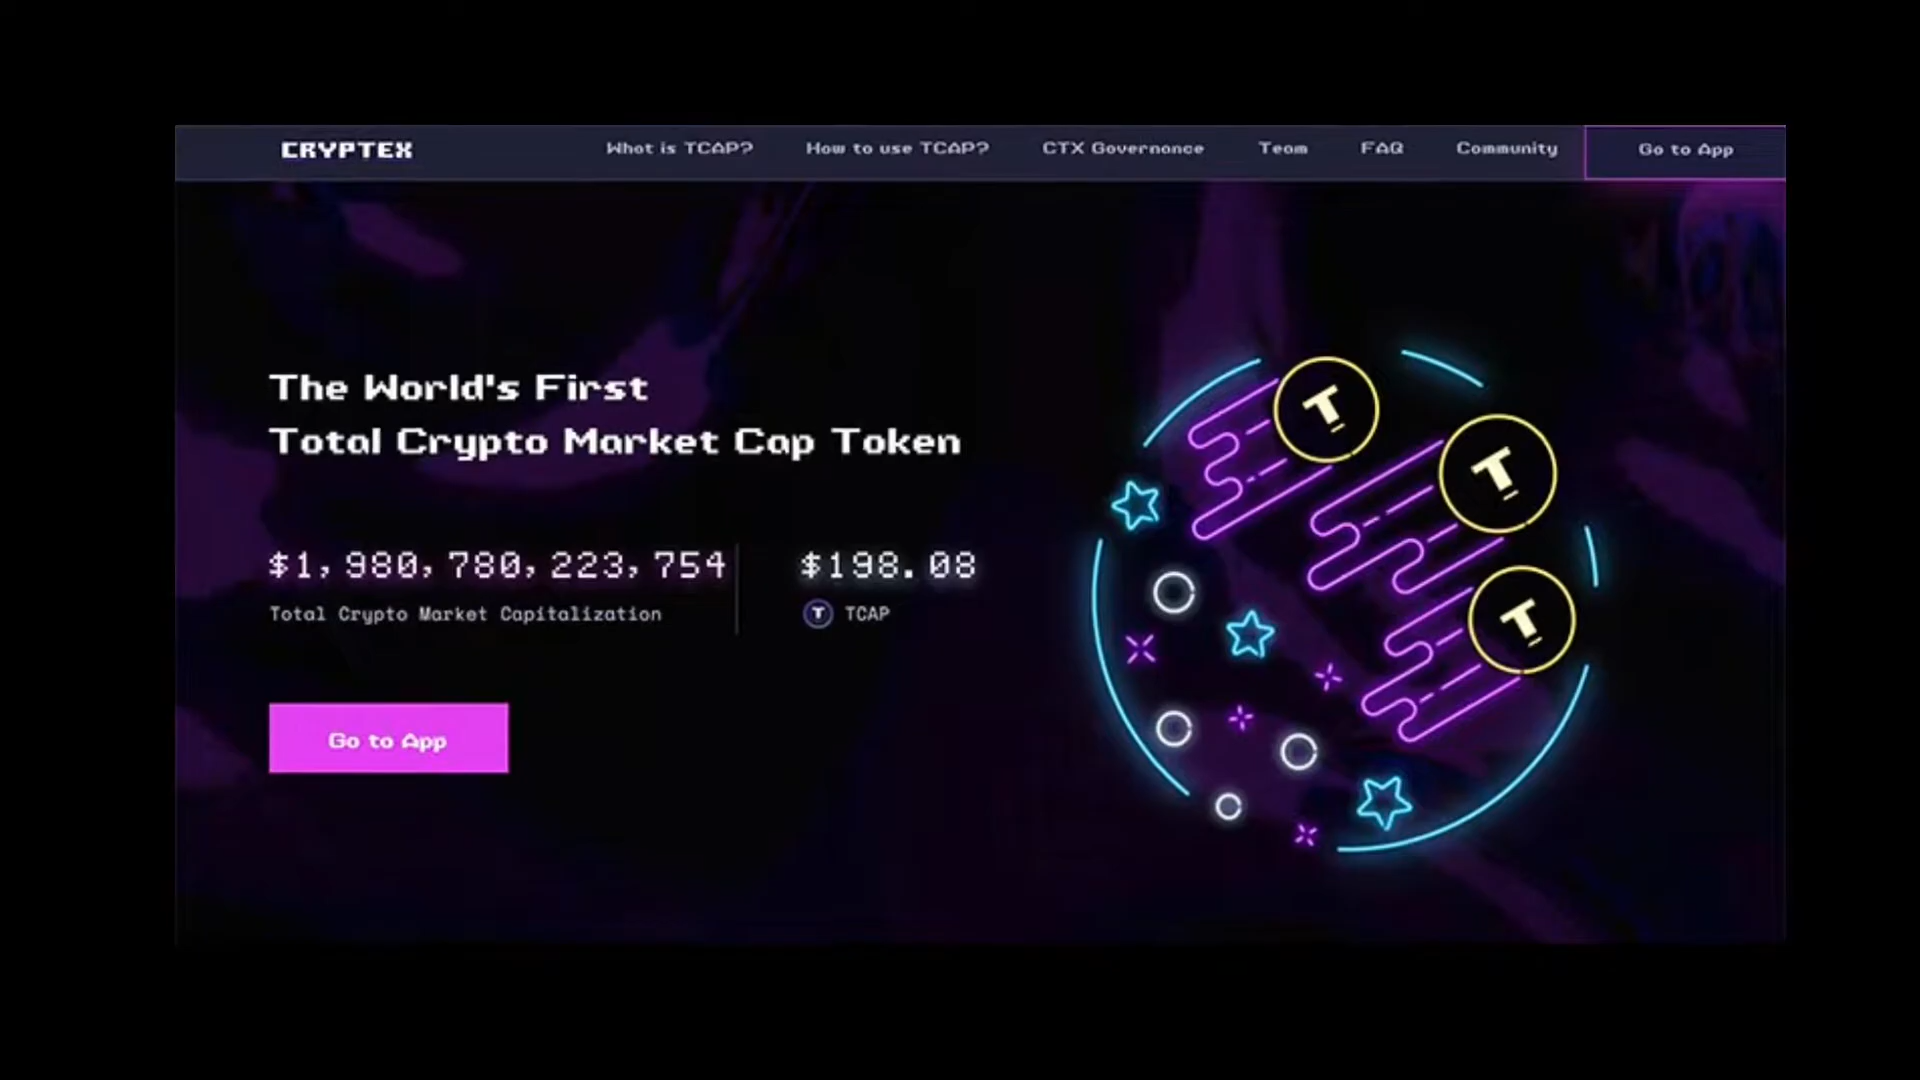 CRYPTEX
What is TCAP?
How to use TCAP?
CTX Governance
Team
FAQ
Community
Go to App
The World's First
Total Crypto Market Cap Token
$1,980,780,223,754
$198.08
Total Crypto Market Capitalization
T TCAP
Go to App
T
T
T